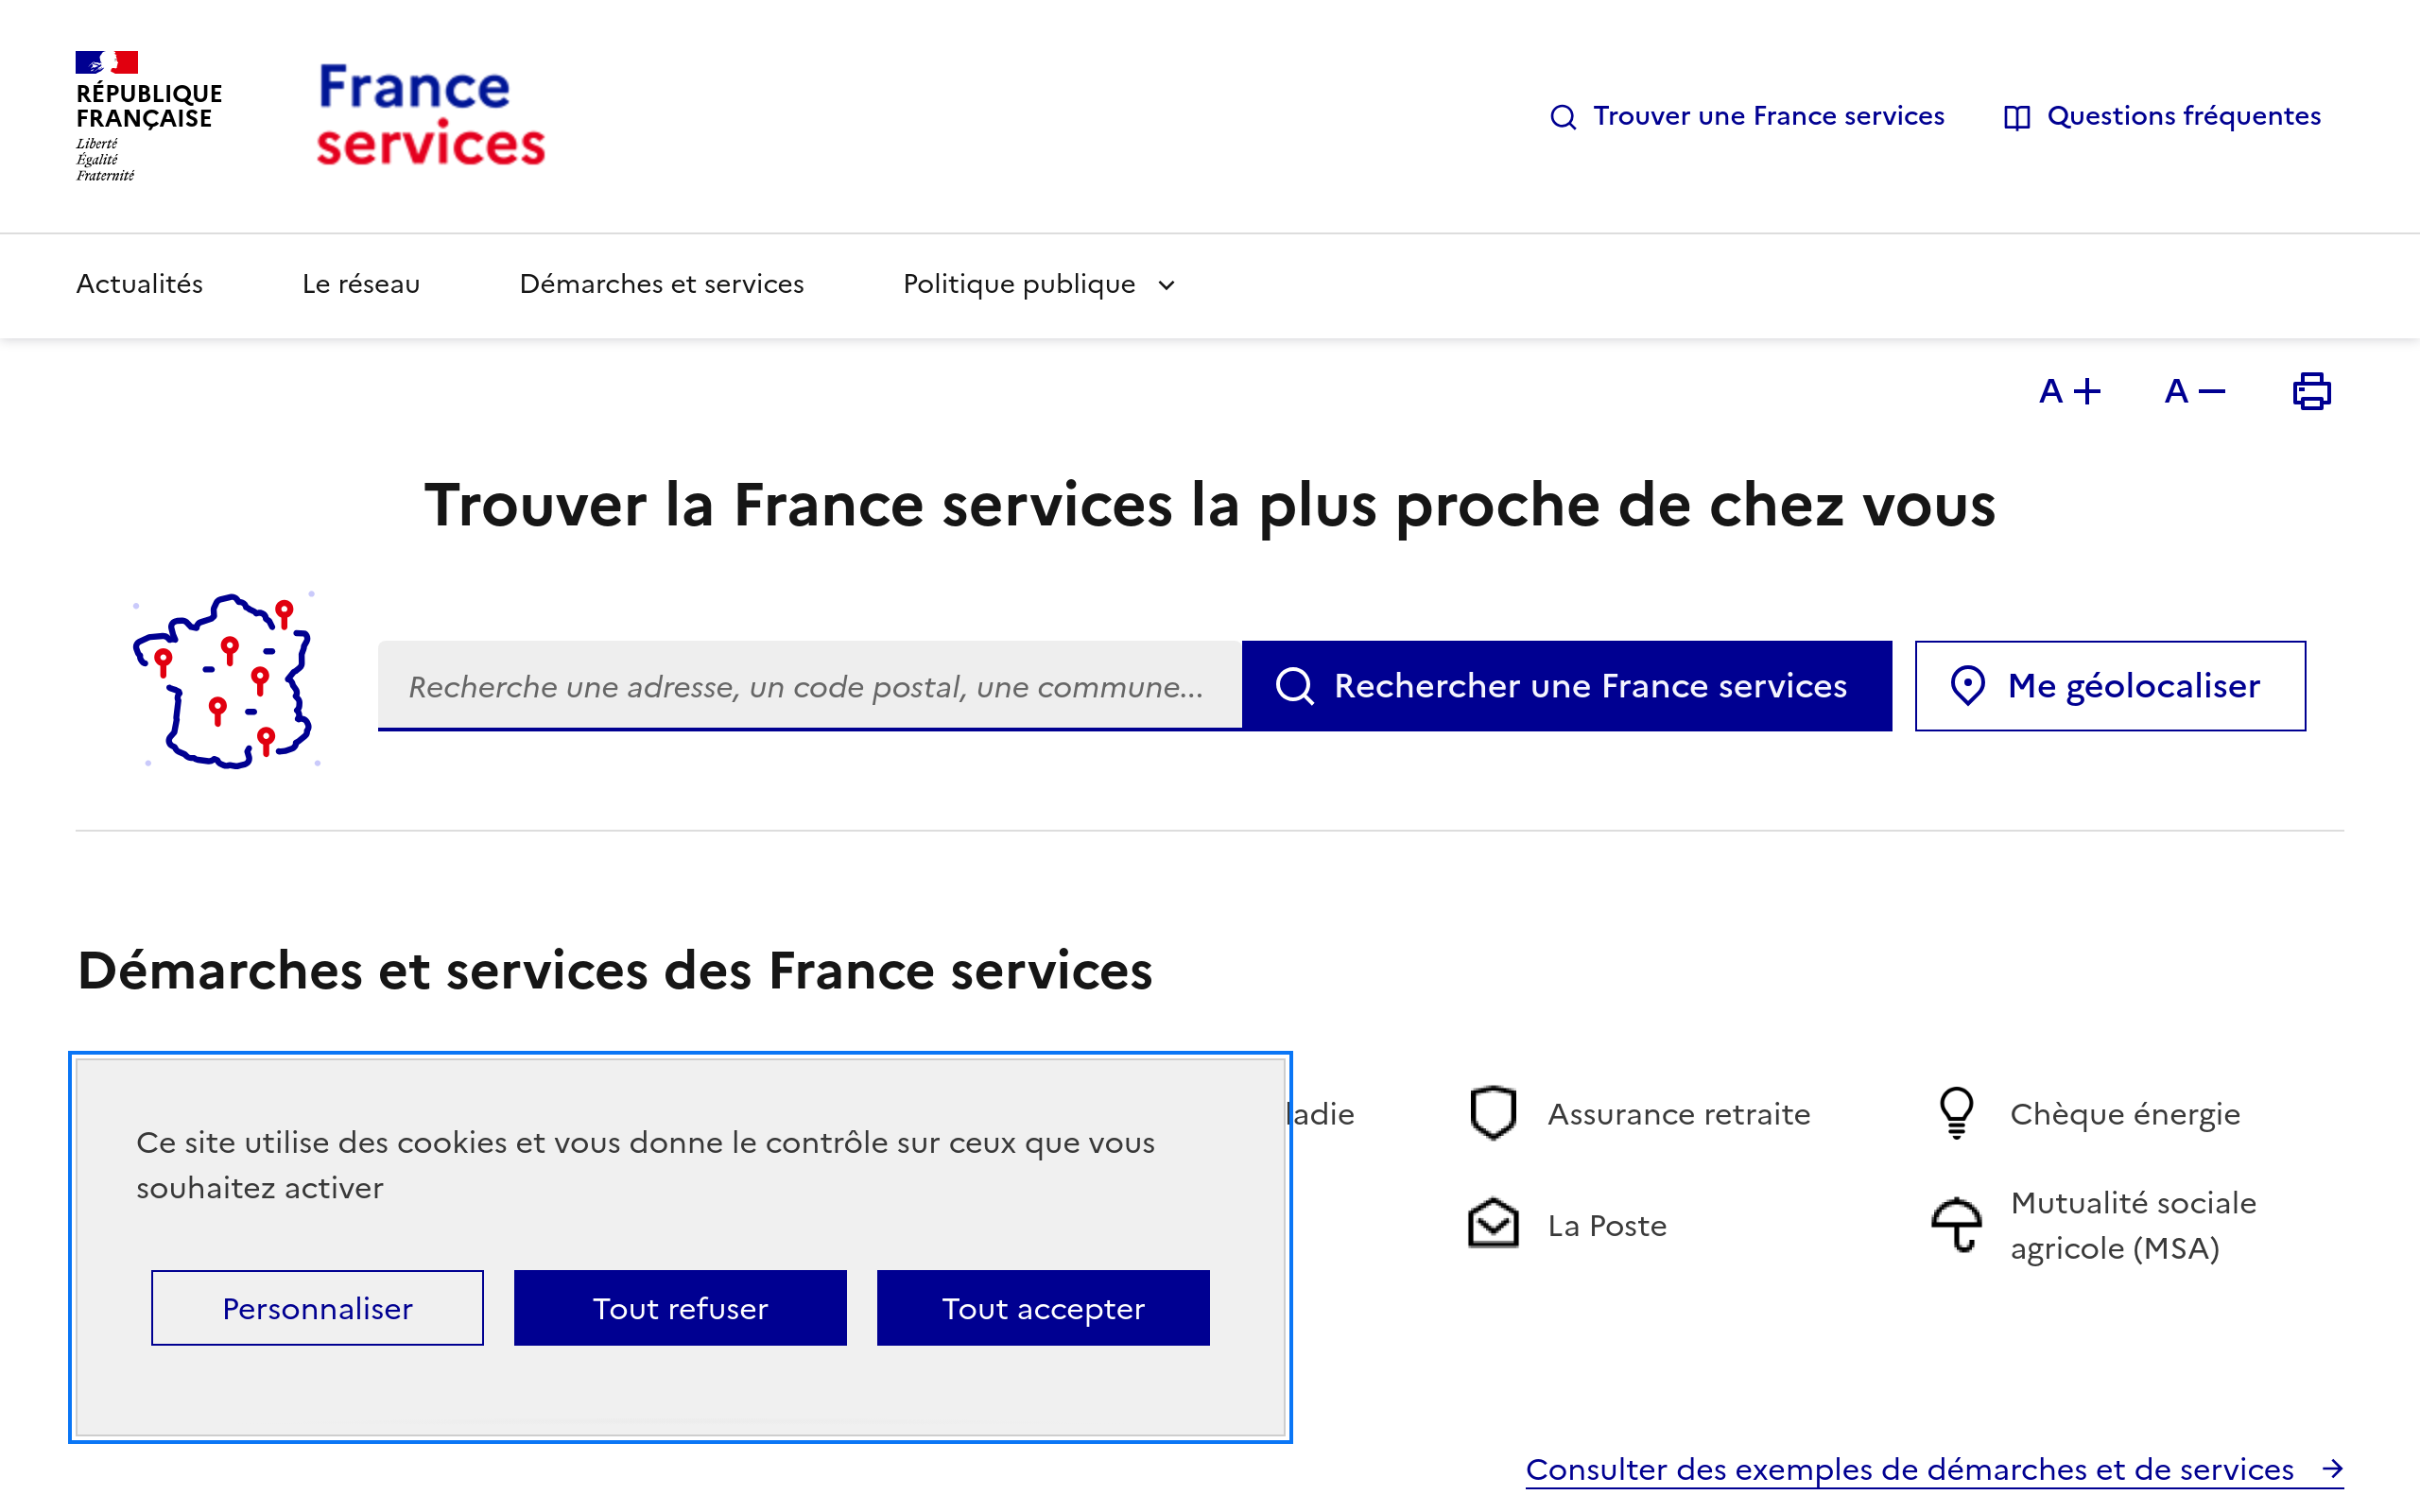 RÉPUBLIQUE
FRANÇAISE
Liberté
Égalité
Fraternité
France
services
Trouver une France services
Questions fréquentes
Actualités
Le réseau
Démarches et services
Politique publique
A +
A −
Trouver la France services la plus proche de chez vous
Recherche une adresse, un code postal, une commune...
Rechercher une France services
Me géolocaliser
Démarches et services des France services
ladie
Assurance retraite
Chèque énergie
La Poste
Mutualité sociale
agricole (MSA)
Ce site utilise des cookies et vous donne le contrôle sur ceux que vous
souhaitez activer
Personnaliser
Tout refuser
Tout accepter
Consulter des exemples de démarches et de services